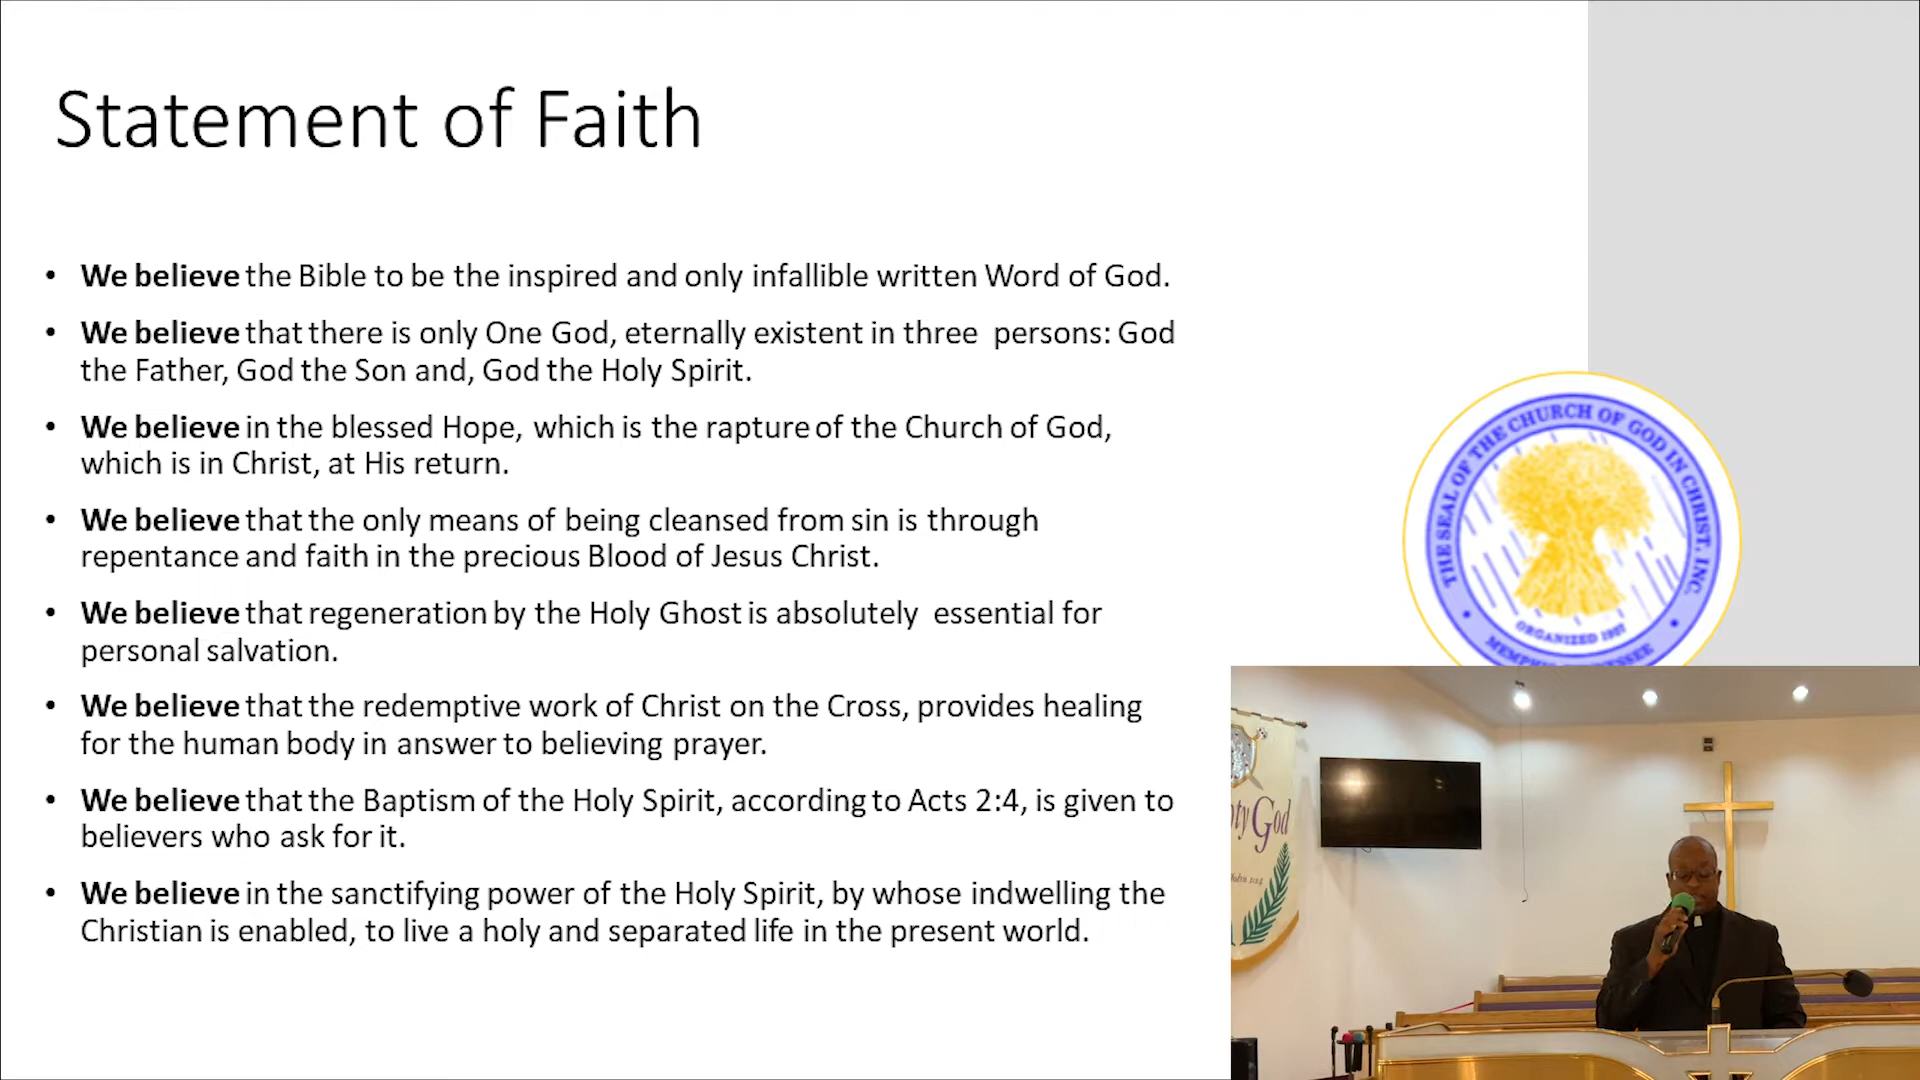 Statement of Faith
• We believe the Bible to be the inspired and only infallible written Word of God.
• We believe that there is only One God, eternally existent in three persons: God
the Father, God the Son and, God the Holy Spirit.
• We believe in the blessed Hope, which is the rapture of the Church of God,
which is in Christ, at His return.
• We believe that the only means of being cleansed from sin is through
repentance and faith in the precious Blood of Jesus Christ.
• We believe that regeneration by the Holy Ghost is absolutely essential for
personal salvation.
• We believe that the redemptive work of Christ on the Cross, provides healing
for the human body in answer to believing prayer.
• We believe that the Baptism of the Holy Spirit, according to Acts 2:4, is given to
believers who ask for it.
• We believe in the sanctifying power of the Holy Spirit, by whose indwelling the
Christian is enabled, to live a holy and separated life in the present world.
THE SEAL OF THE CHURCH OF GOD IN CHRIST, INC.
ORGANIZED 1907
God